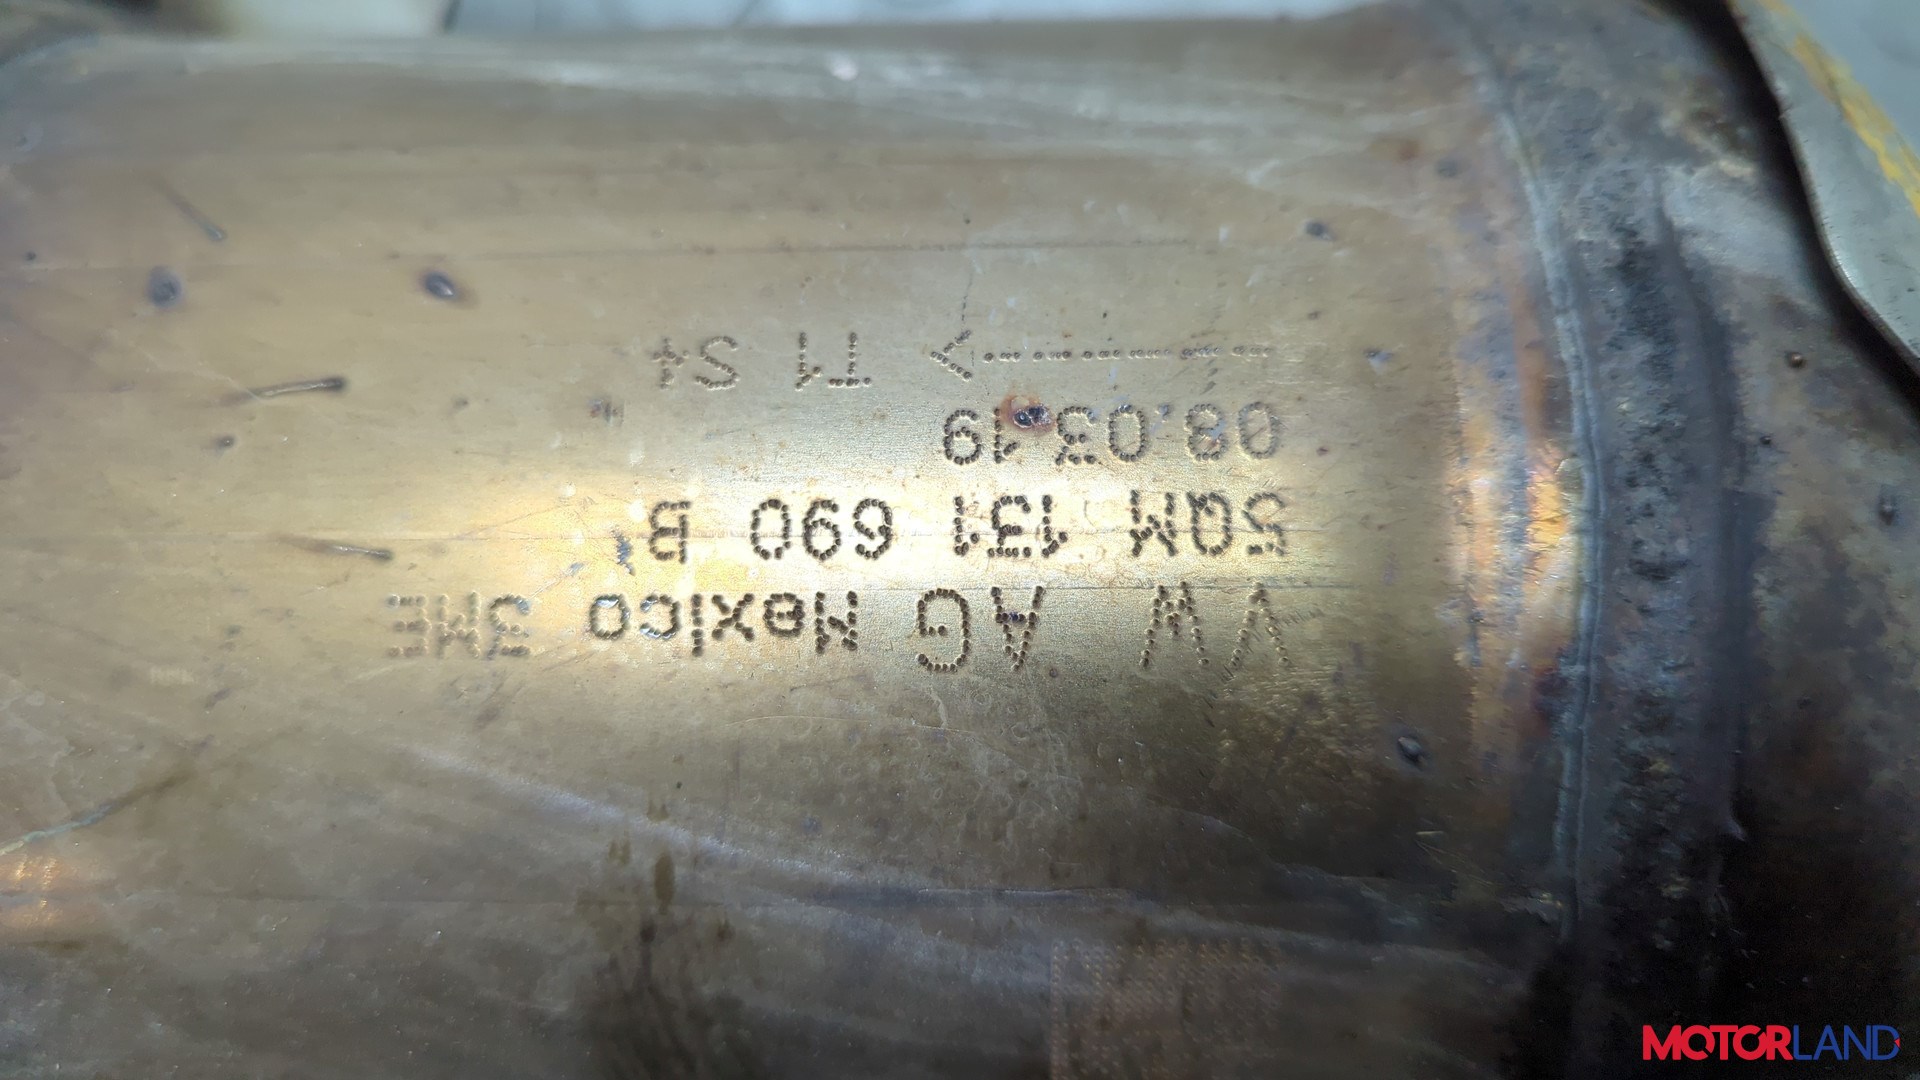 VW AG Mexico 3ME
5QM 131 690 B
08.03.19
------> T1 S4
MOTORLAND